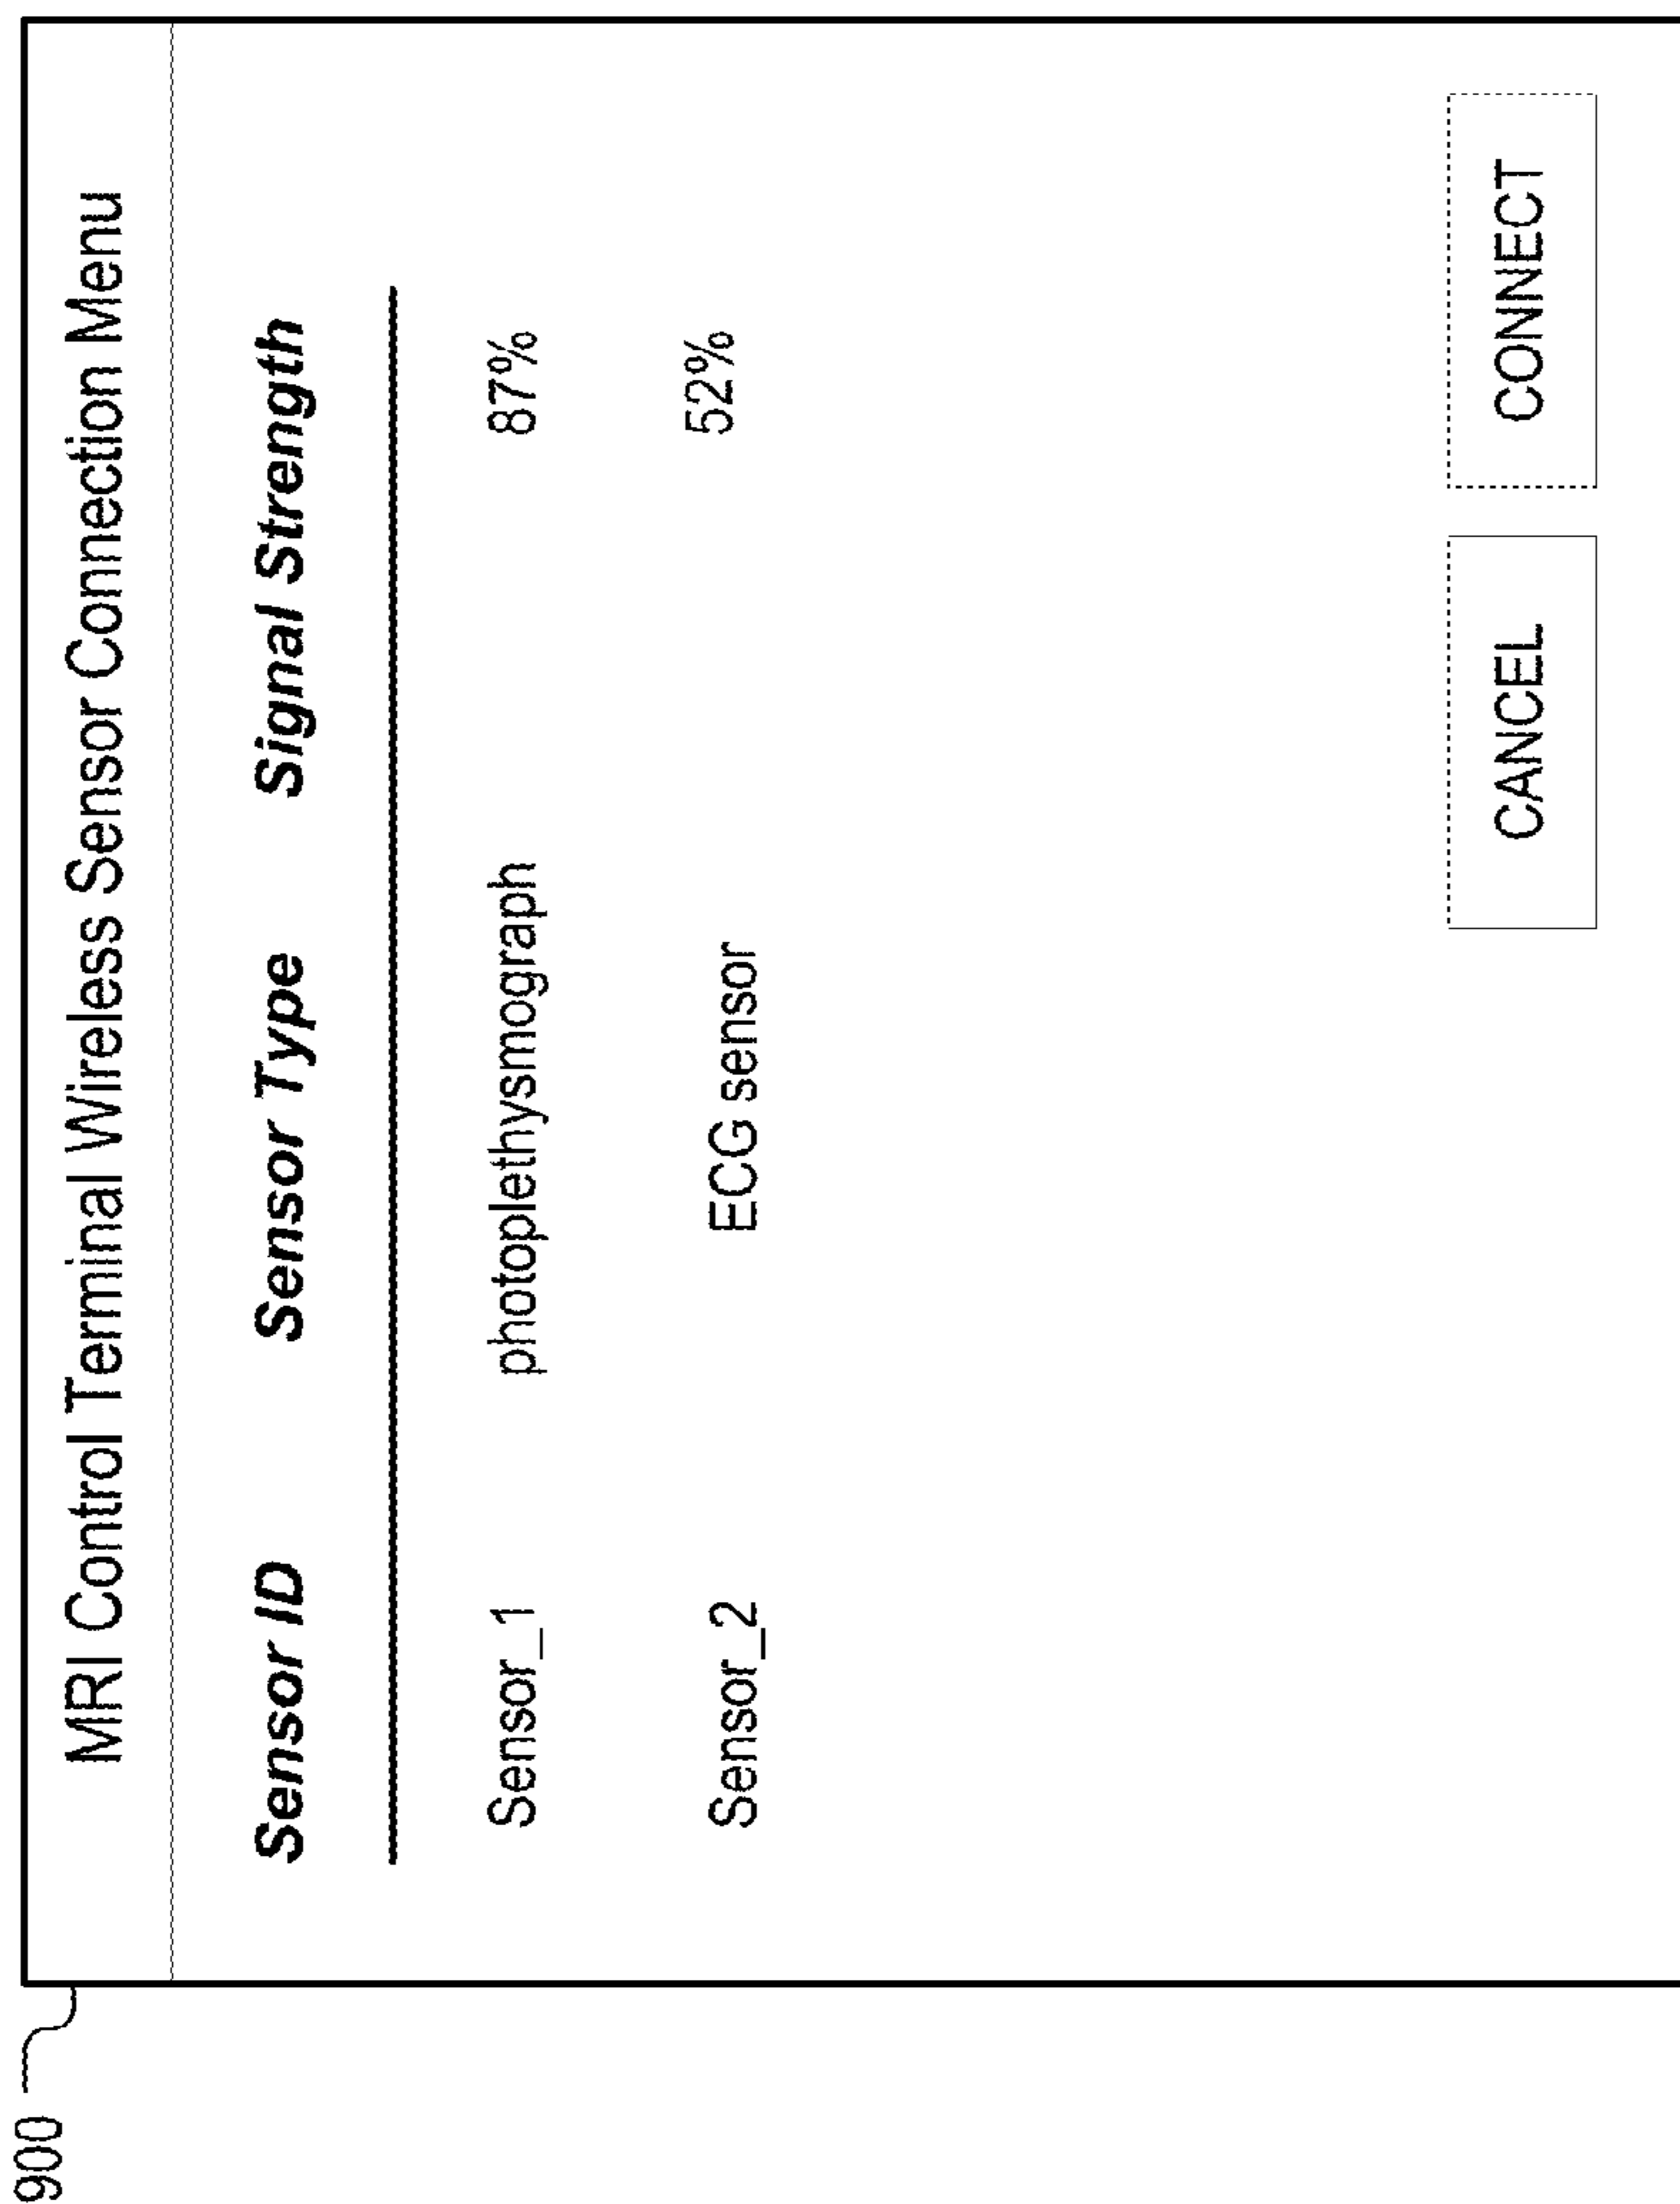 900
MRI Control Terminal Wireless Sensor Connection Menu
Sensor ID Sensor Type Signal Strength
Sensor_1 photoplethysmograph 87%
Sensor_2 ECG sensor 52%
CANCEL CONNECT